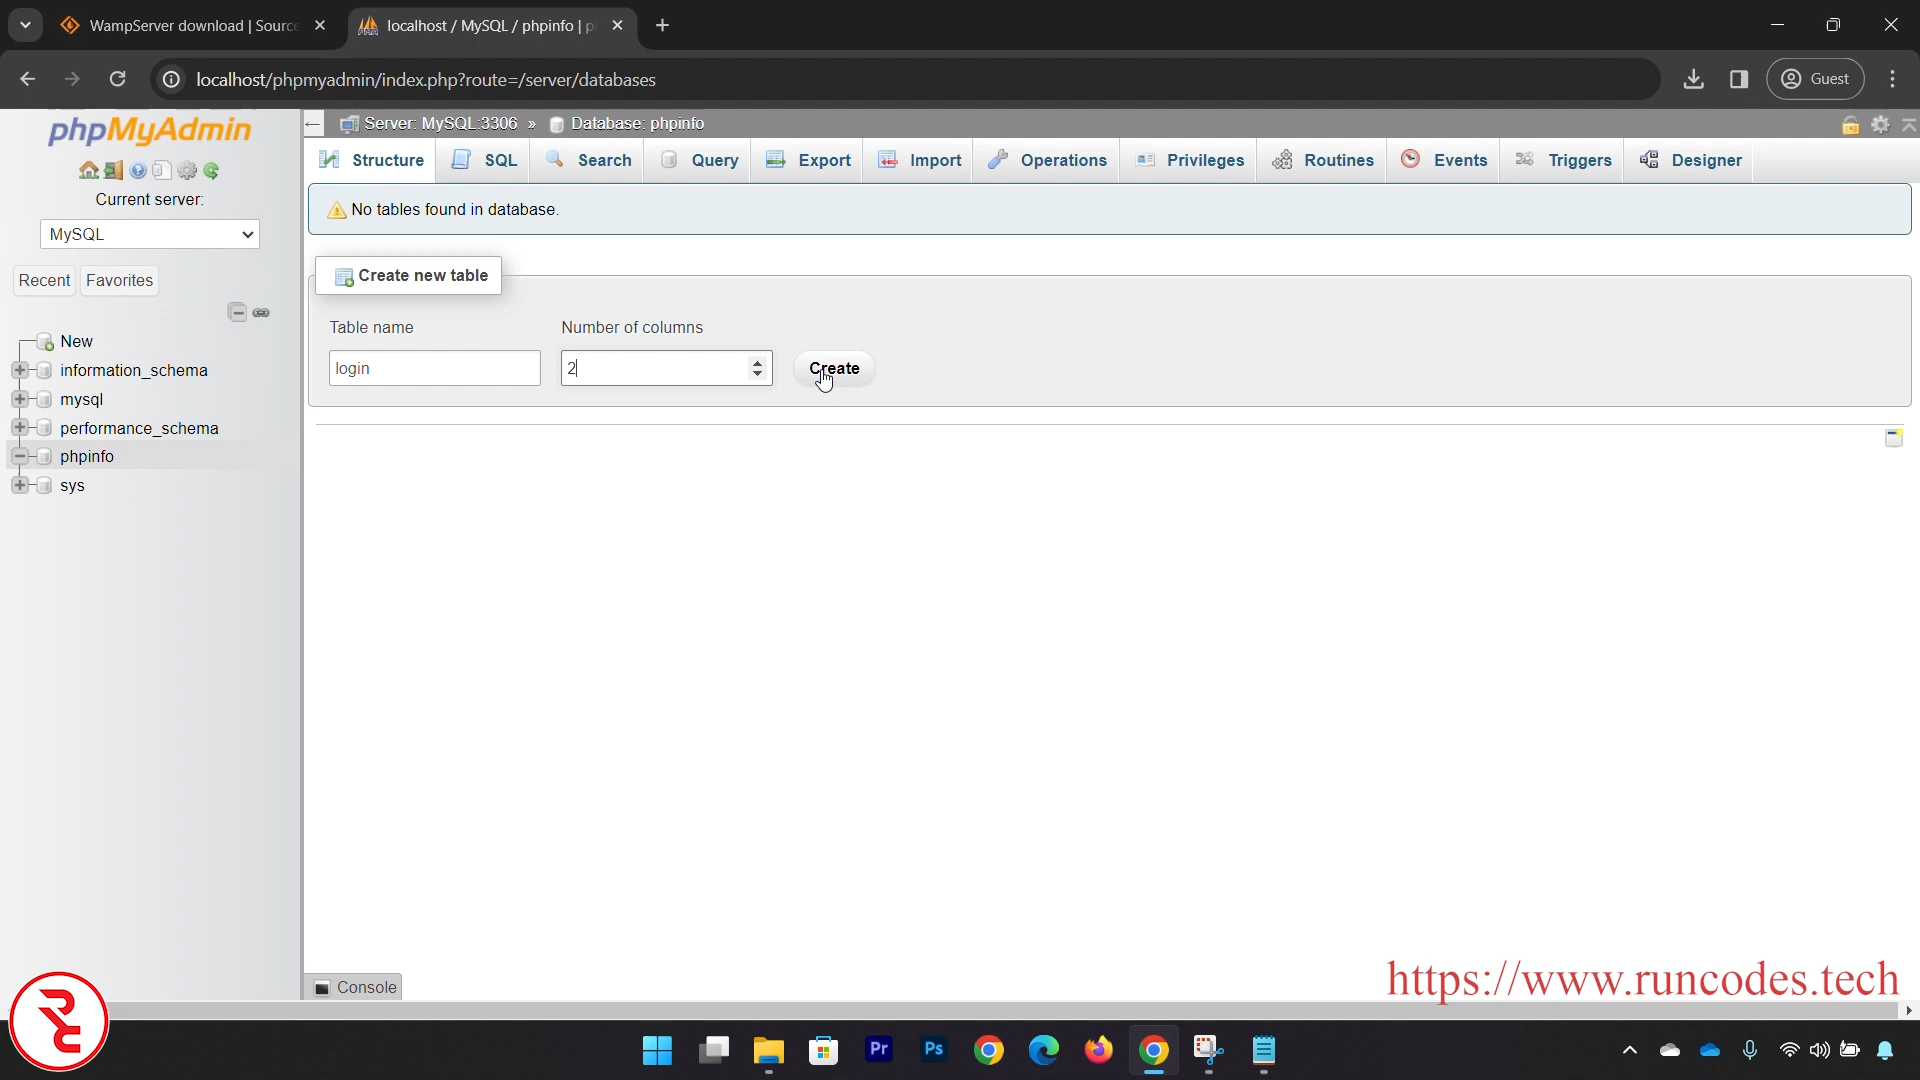 WampServer download | Sourc
localhost / MySQL / phpinfo | p
localhost/phpmyadmin/index.php?route=/server/databases
Guest
phpMyAdmin
Server: MySQL:3306 » Database: phpinfo
Structure SQL Search Query Export Import Operations Privileges Routines Events Triggers Designer
Current server:
MySQL
No tables found in database.
Recent Favorites
Create new table
Table name Number of columns
New
information_schema
login 2 Create
mysql
performance_schema
phpinfo
sys
Console
https://www.runcodes.tech
Pr Ps